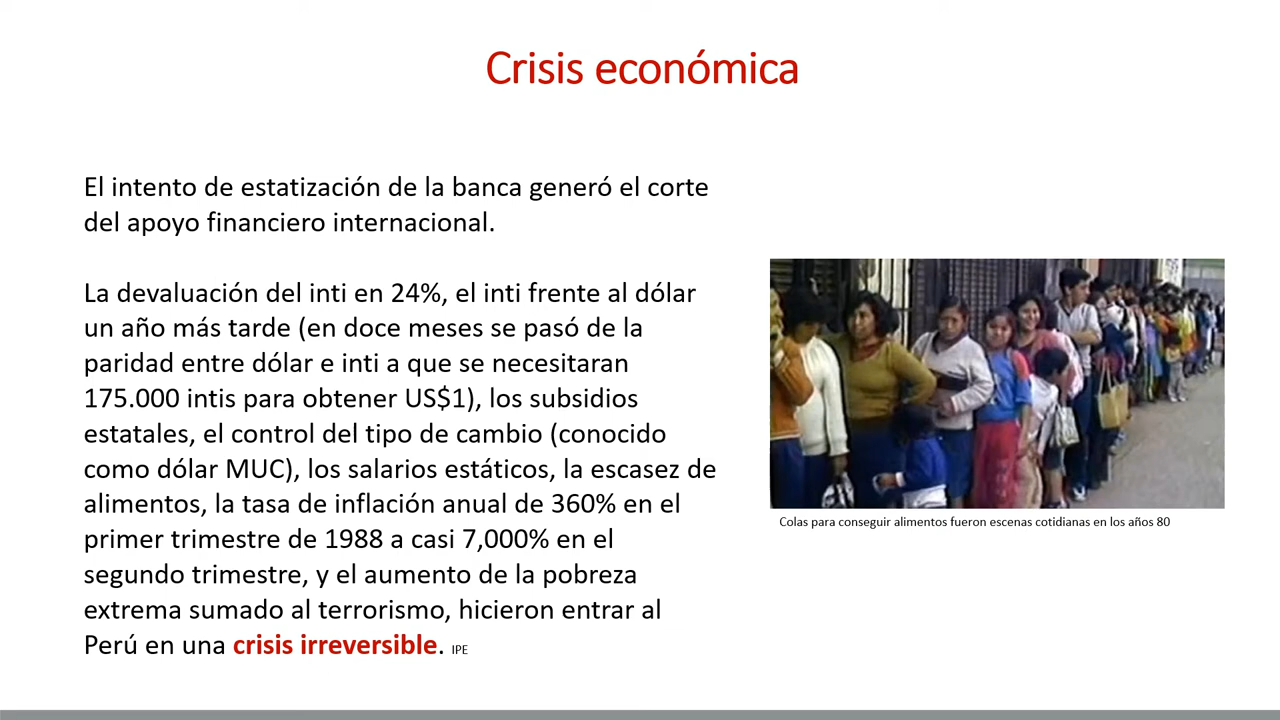 Crisis económica
El intento de estatización de la banca generó el corte
del apoyo financiero internacional.
La devaluación del inti en 24%, el inti frente al dólar
un año más tarde (en doce meses se pasó de la
paridad entre dólar e inti a que se necesitaran
175.000 intis para obtener US$1), los subsidios
estatales, el control del tipo de cambio (conocido
como dólar MUC), los salarios estáticos, la escasez de
alimentos, la tasa de inflación anual de 360% en el
primer trimestre de 1988 a casi 7,000% en el
segundo trimestre, y el aumento de la pobreza
extrema sumado al terrorismo, hicieron entrar al
Perú en una crisis irreversible. IPE
Colas para conseguir alimentos fueron escenas cotidianas en los años 80